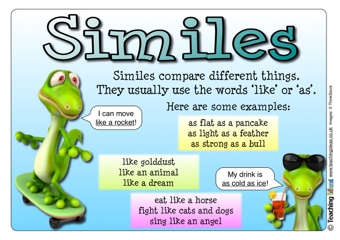 Similes
Similes compare different things.
They usually use the words 'like' or 'as'.
Here are some examples:
I can move
like a rocket!
as flat as a pancake
as light as a feather
as strong as a bull
like golddust
like an animal
like a dream
My drink is
as cold as ice!
eat like a horse
fight like cats and dogs
sing like an angel
© Teaching Ideas www.teachingideas.co.uk Images: © ThinkStock